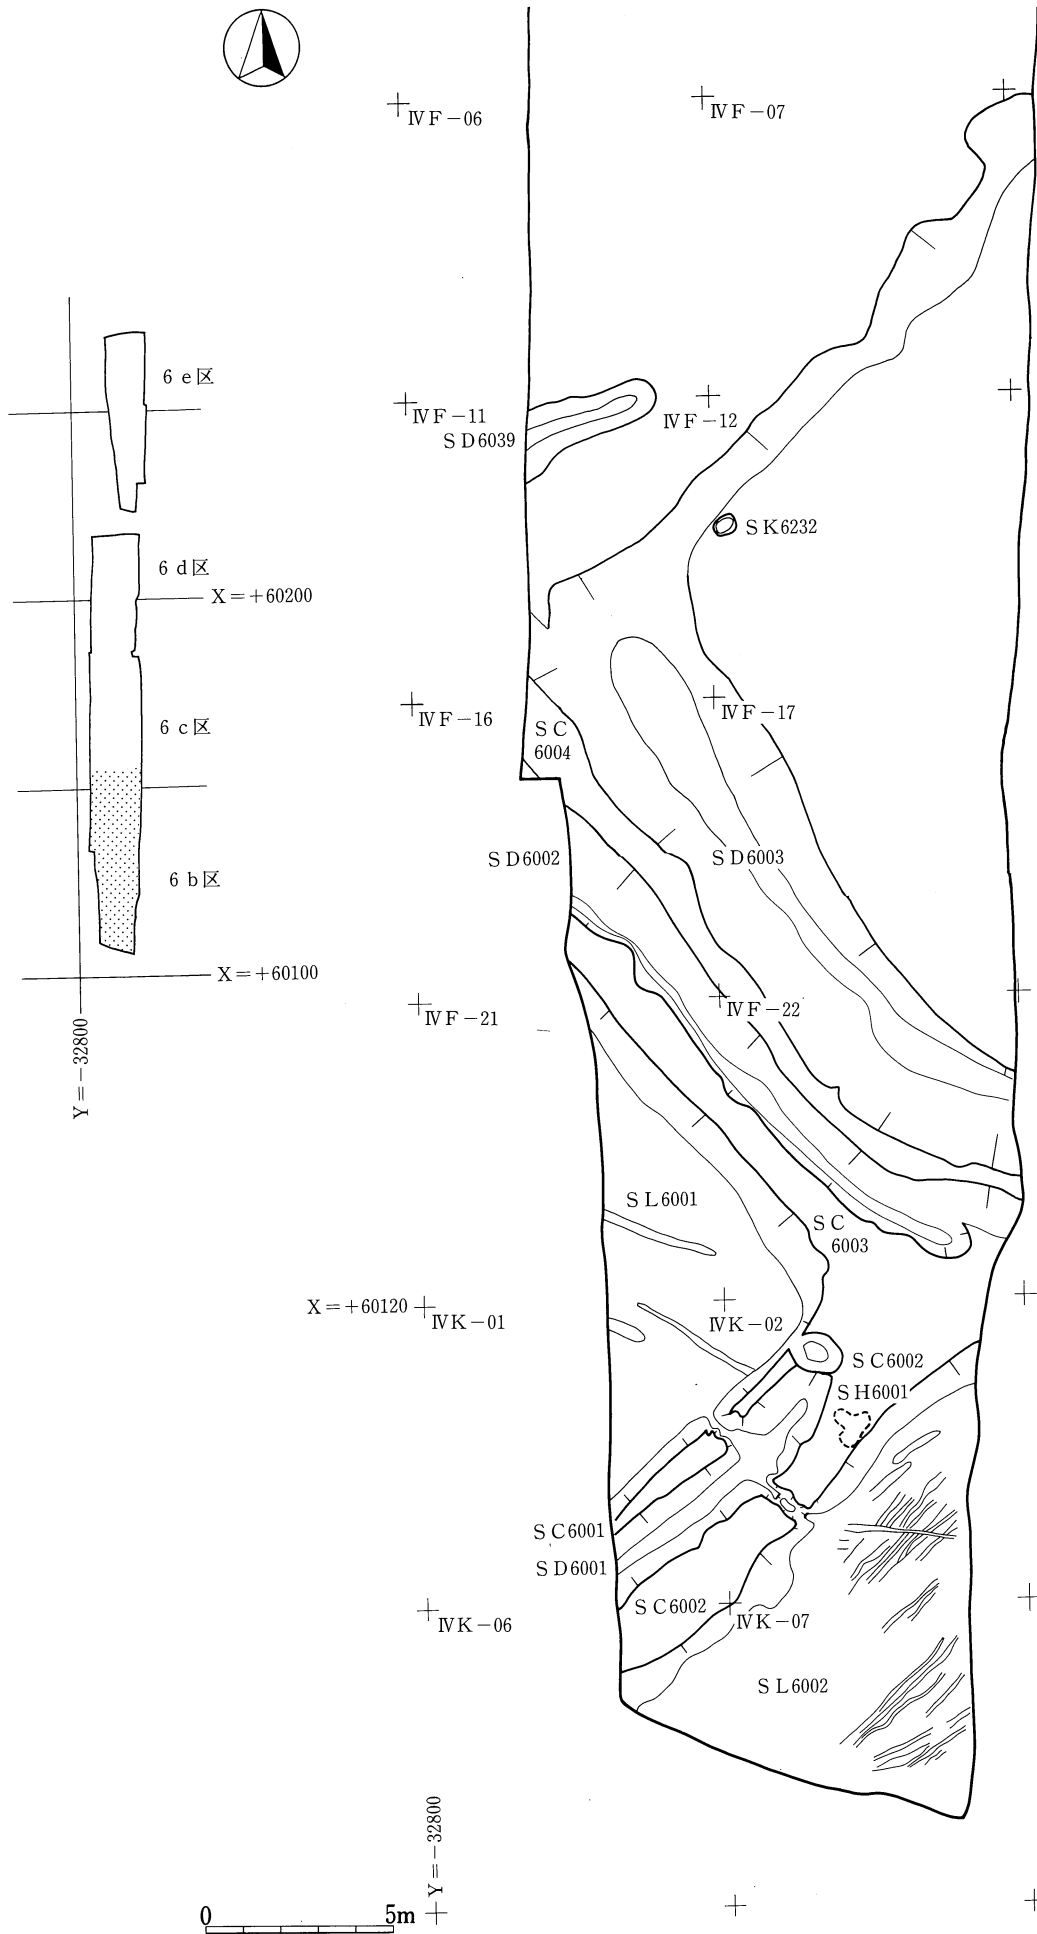 ⅣF－06
ⅣF－07
6 e区
ⅣF－11
SD6039
ⅣF－12
SK6232
6 d区
X＝＋60200
ⅣF－16
ⅣF－17
SC
6004
6 c区
SD6002
SD6003
6 b区
X＝＋60100
ⅣF－21
ⅣF－22
Y＝－32800
SL6001
SC
6003
X＝＋60120
ⅣK－01
ⅣK－02
SC6002
SH6001
SC6001
SD6001
SC6002
ⅣK－06
ⅣK－07
SL6002
Y＝－32800
0
5m